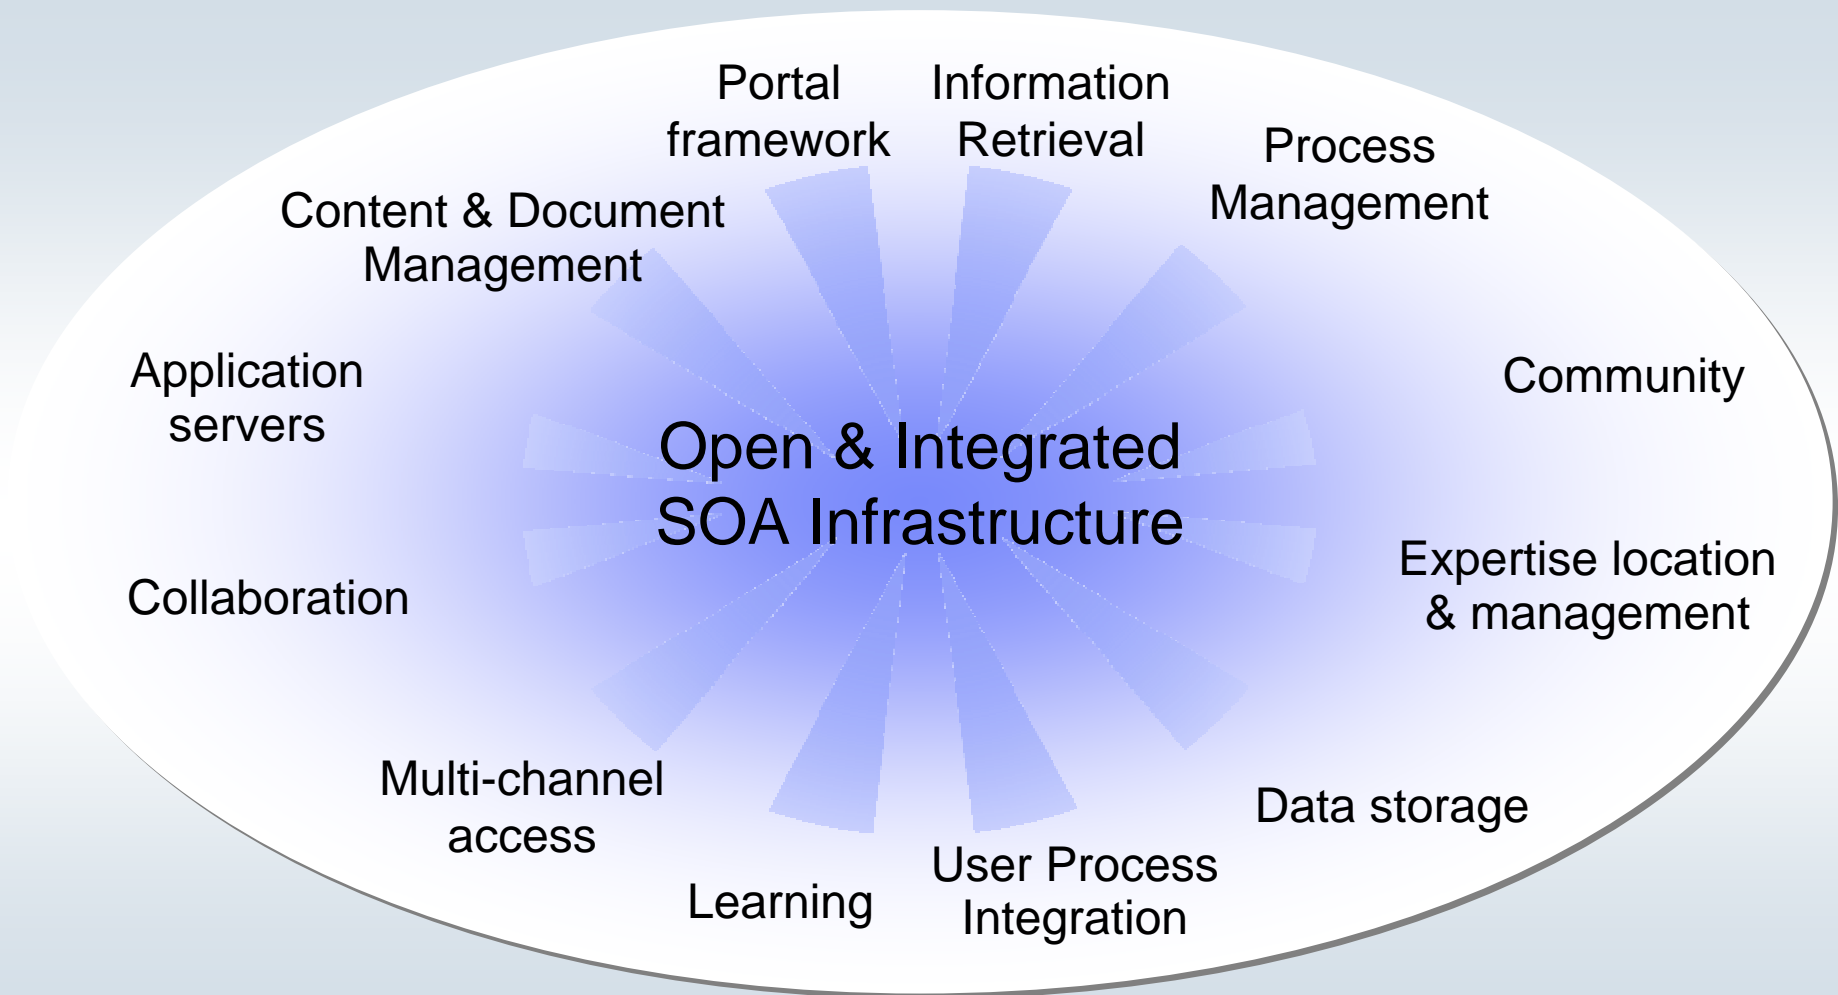 Portal
framework
Information
Retrieval
Process
Management
Content & Document
Management
Application
servers
Community
Open & Integrated
SOA Infrastructure
Expertise location
& management
Collaboration
Multi-channel
access
Data storage
Learning
User Process
Integration